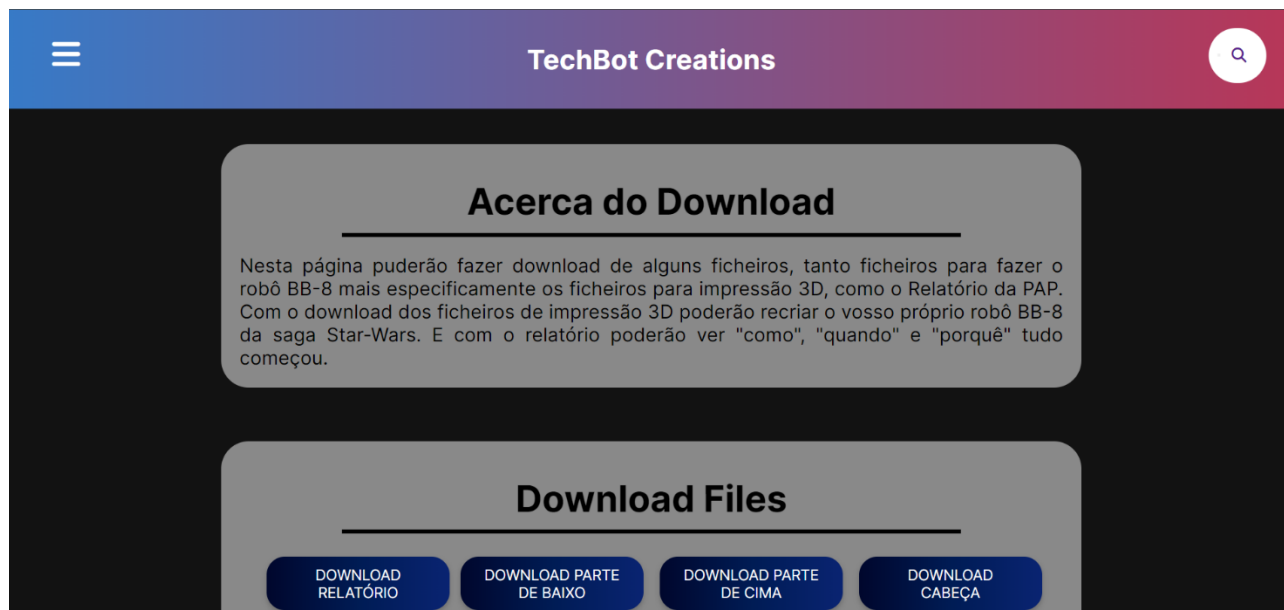 TechBot Creations
Acerca do Download
Nesta página puderão fazer download de alguns ficheiros, tanto ficheiros para fazer o
robô BB-8 mais especificamente os ficheiros para impressão 3D, como o Relatório da PAP.
Com o download dos ficheiros de impressão 3D poderão recriar o vosso próprio robô BB-8
da saga Star-Wars. E com o relatório poderão ver "como", "quando" e "porquê" tudo
começou.
Download Files
DOWNLOAD
RELATÓRIO
DOWNLOAD PARTE
DE BAIXO
DOWNLOAD PARTE
DE CIMA
DOWNLOAD
CABEÇA